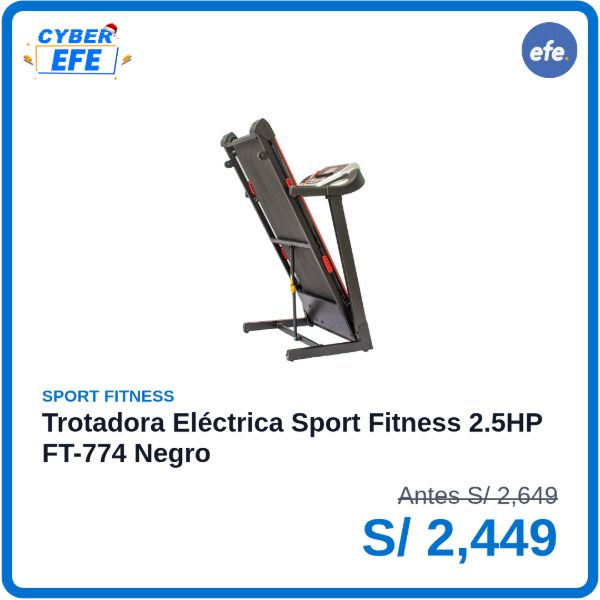 CYBER
EFE
efe.
SPORT FITNESS
Trotadora Eléctrica Sport Fitness 2.5HP
FT-774 Negro
Antes S/ 2,649
S/ 2,449